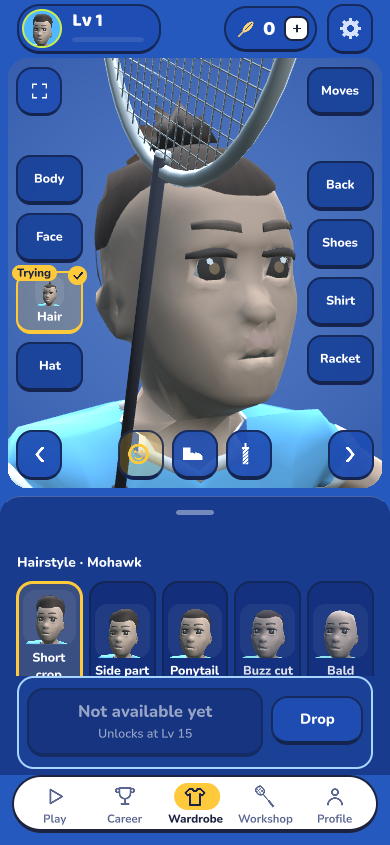 Lv 1
0
+
Moves
Body
Back
Face
Shoes
Trying
Hair
Shirt
Hat
Racket
Hairstyle · Mohawk
Short
crop
Side part
Ponytail
Buzz cut
Bald
Not available yet
Unlocks at Lv 15
Drop
Play
Career
Wardrobe
Workshop
Profile